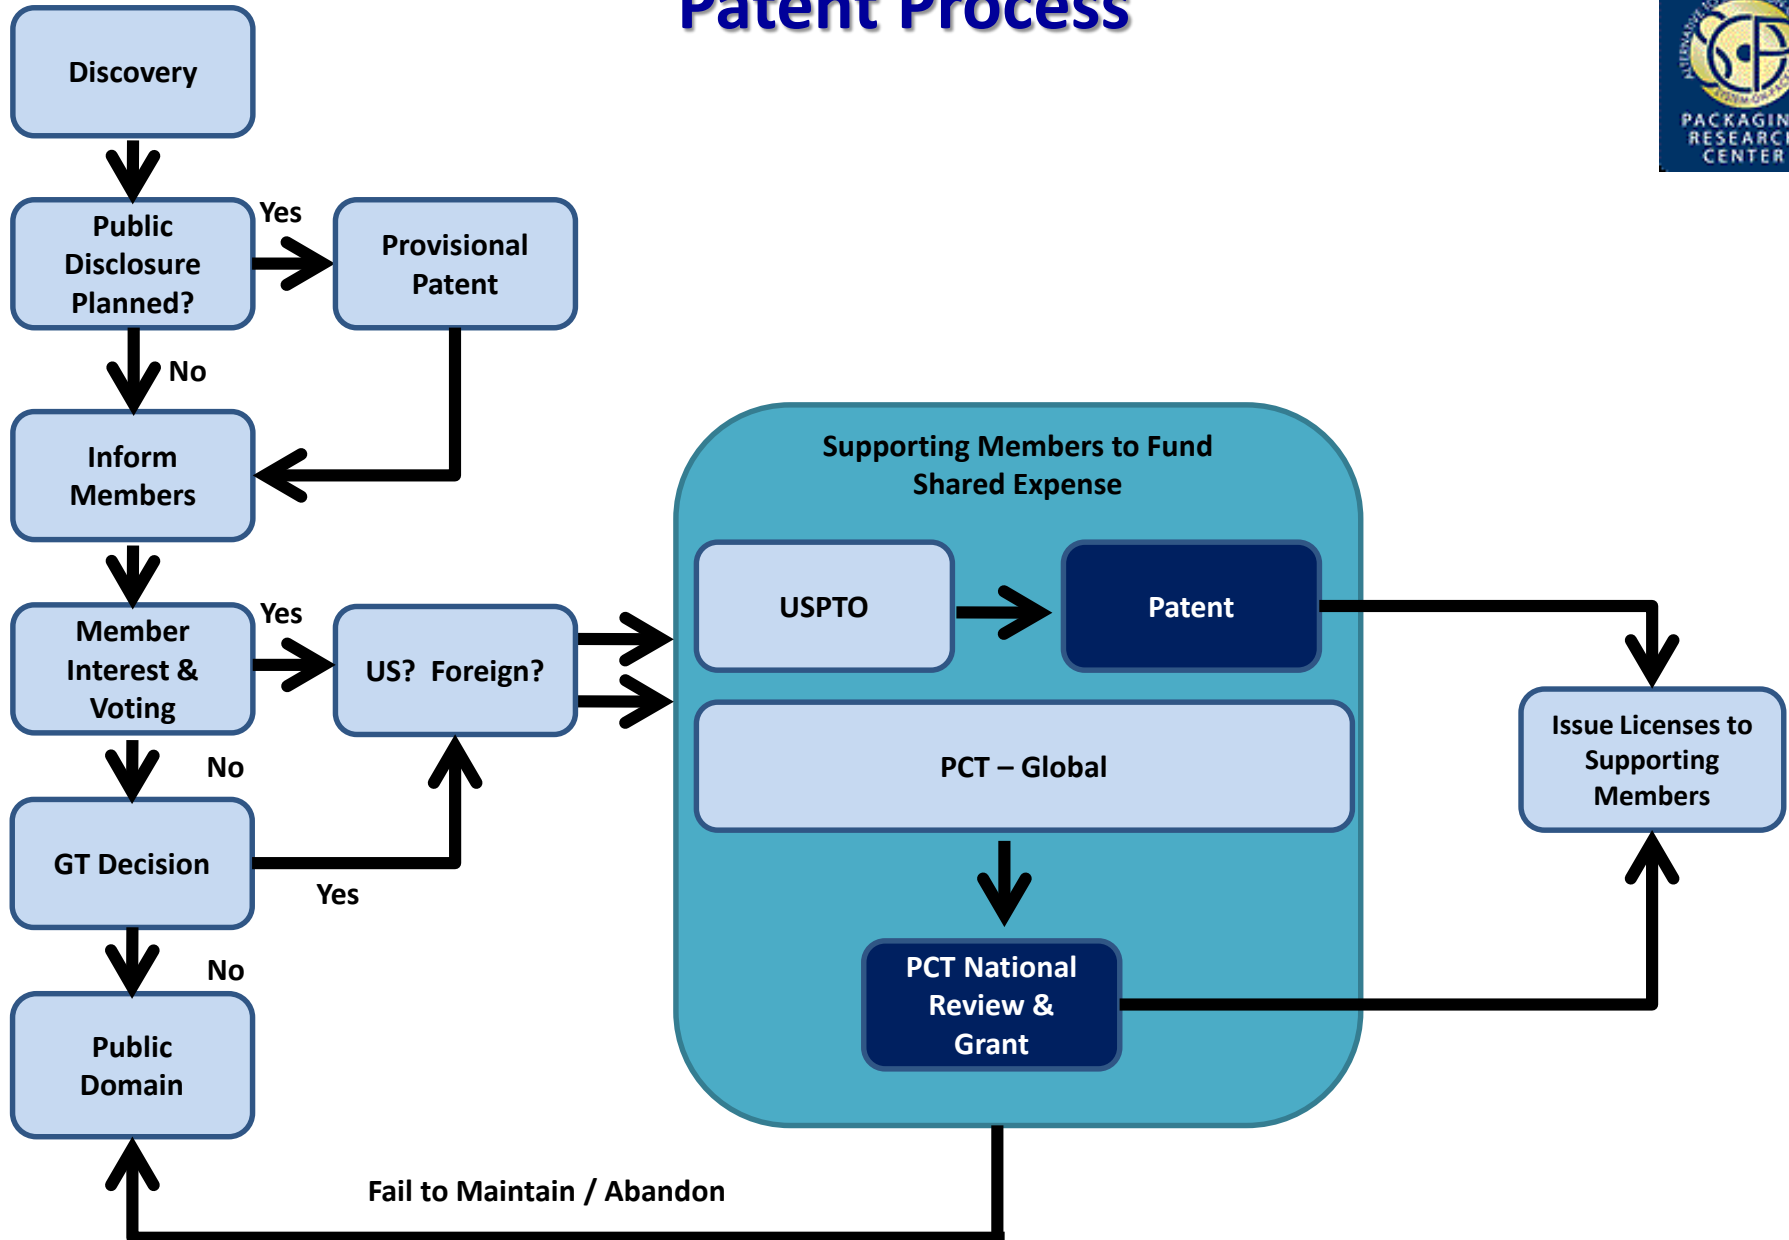 Patent Process
PACKAGIN
RESEARC
CENTER
Discovery
Public
Disclosure
Planned?
Yes
Provisional
Patent
No
Inform
Members
Member
Interest &
Voting
Yes
US?  Foreign?
No
GT Decision
Yes
No
Public
Domain
Supporting Members to Fund
Shared Expense
USPTO
Patent
PCT – Global
PCT National
Review &
Grant
Issue Licenses to
Supporting
Members
Fail to Maintain / Abandon